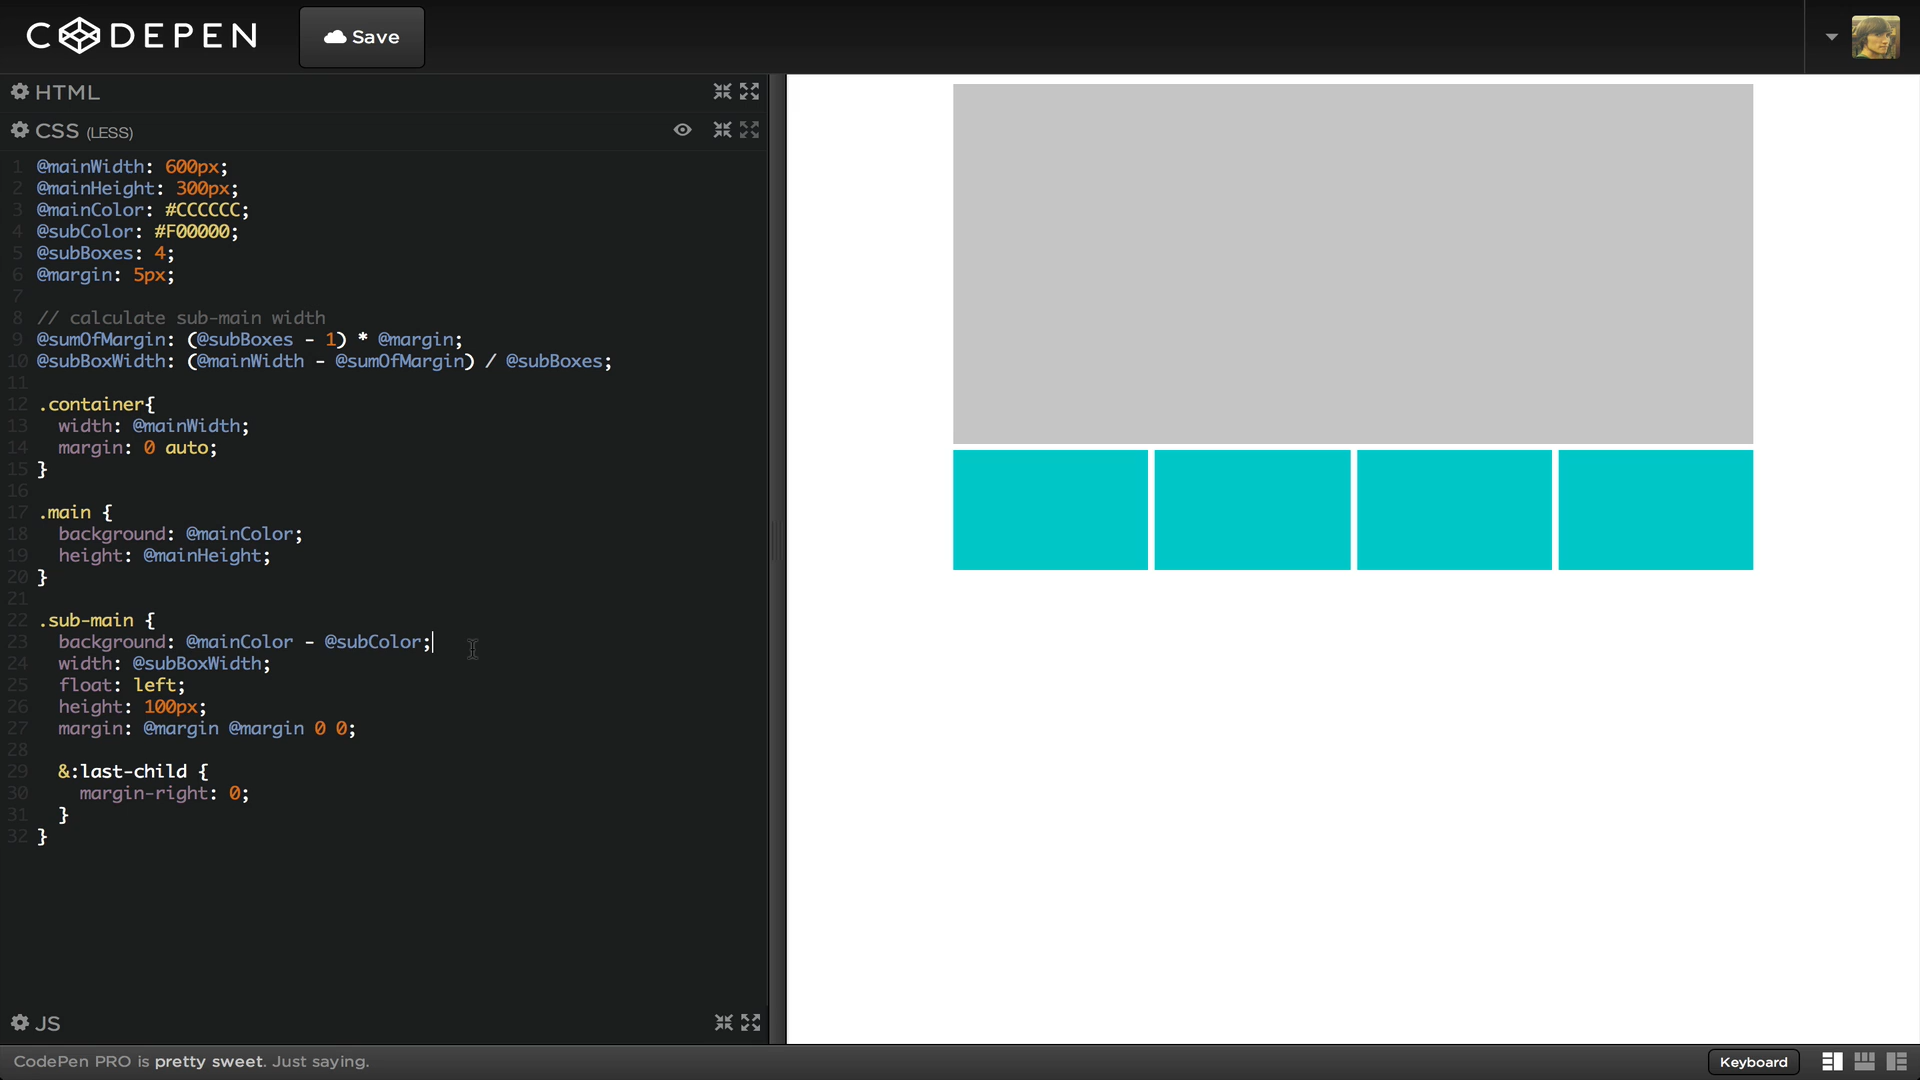 CODEPEN
Save
HTML
CSS (LESS)
1 @mainWidth: 600px;
2 @mainHeight: 300px;
3 @mainColor: #CCCCCC;
4 @subColor: #F00000;
5 @subBoxes: 4;
6 @margin: 5px;
7
8 // calculate sub-main width
9 @sumOfMargin: (@subBoxes - 1) * @margin;
10 @subBoxWidth: (@mainWidth - @sumOfMargin) / @subBoxes;
11
12 .container{
13 width: @mainWidth;
14 margin: 0 auto;
15 }
16
17 .main {
18 background: @mainColor;
19 height: @mainHeight;
20 }
21
22 .sub-main {
23 background: @mainColor - @subColor;
24 width: @subBoxWidth;
25 float: left;
26 height: 100px;
27 margin: @margin @margin 0 0;
28
29 &:last-child {
30 margin-right: 0;
31 }
32 }
JS
CodePen PRO is pretty sweet. Just saying.
Keyboard